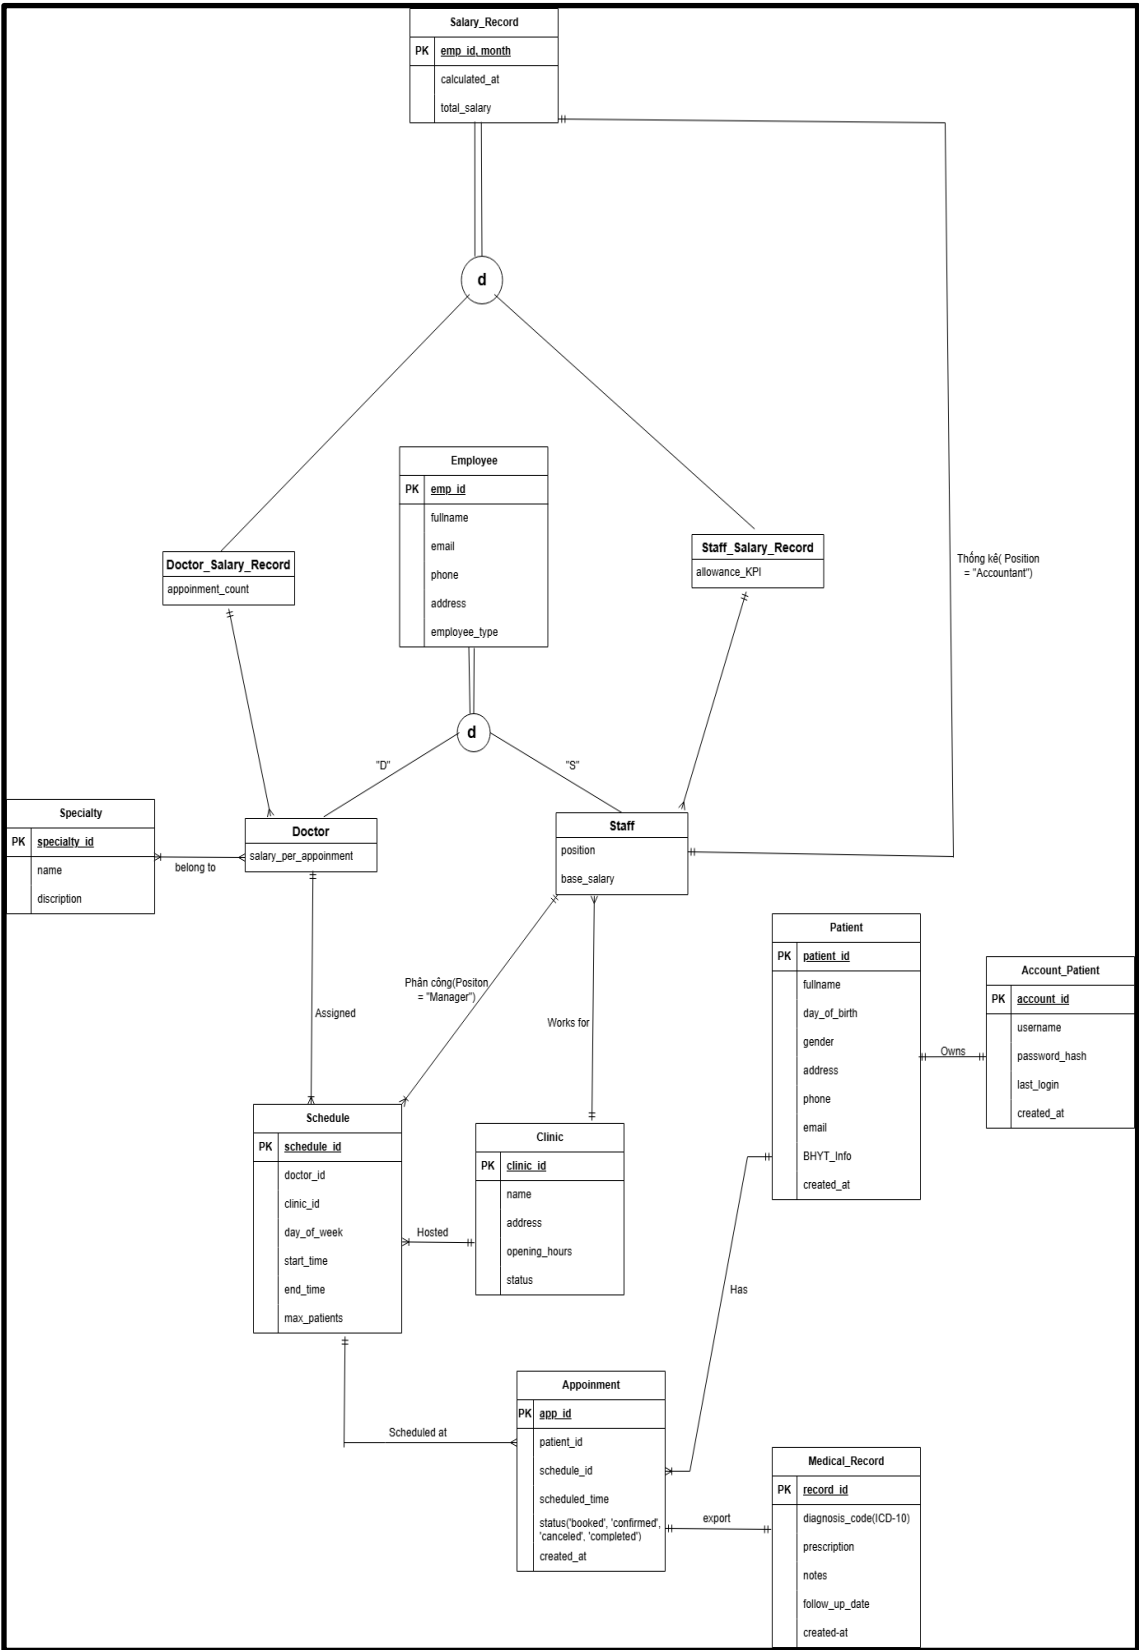 Salary_Record
PK emp_id, month
calculated_at
total_salary
d
Employee
PK emp_id
fullname
email
phone
address
employee_type
Doctor_Salary_Record
appoinment_count
Staff_Salary_Record
allowance_KPI
Thống kê( Position
= "Accountant")
d
"D"
"S"
Specialty
PK specialty_id
name
discription
belong to
Doctor
salary_per_appoinment
Staff
position
base_salary
Phân công(Positon
= "Manager")
Assigned
Works for
Patient
PK patient_id
fullname
day_of_birth
gender
address
phone
email
BHYT_Info
created_at
Owns
Account_Patient
PK account_id
username
password_hash
last_login
created_at
Schedule
PK schedule_id
doctor_id
clinic_id
day_of_week
start_time
end_time
max_patients
Hosted
Clinic
PK clinic_id
name
address
opening_hours
status
Has
Scheduled at
Appoinment
PK app_id
patient_id
schedule_id
scheduled_time
status('booked', 'confirmed',
'canceled', 'completed')
created_at
export
Medical_Record
PK record_id
diagnosis_code(ICD-10)
prescription
notes
follow_up_date
created-at